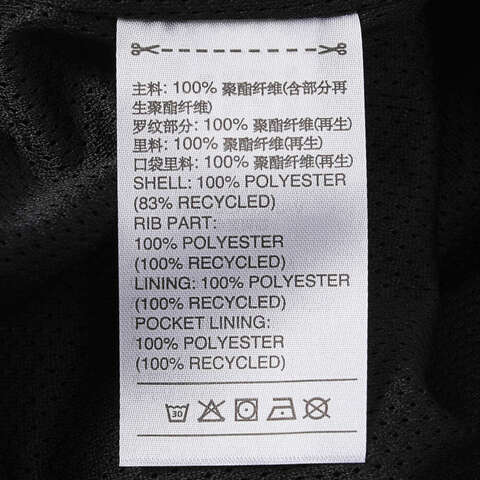 主料: 100% 聚酯纤维(含部分再
生聚酯纤维)
罗纹部分: 100% 聚酯纤维(再生)
里料: 100% 聚酯纤维(再生)
口袋里料: 100% 聚酯纤维(再生)
SHELL: 100% POLYESTER
(83% RECYCLED)
RIB PART:
100% POLYESTER
(100% RECYCLED)
LINING: 100% POLYESTER
(100% RECYCLED)
POCKET LINING:
100% POLYESTER
(100% RECYCLED)
30